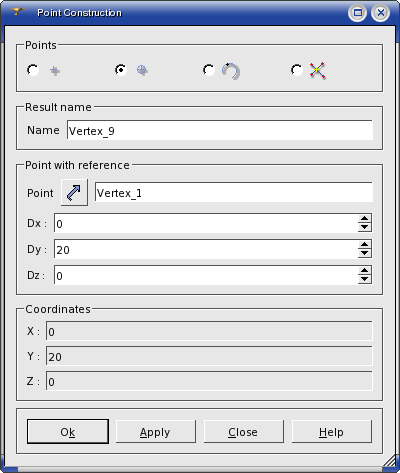 Point Construction
Points
Result name
Name Vertex_9
Point with reference
Point Vertex_1
Dx : 0
Dy : 20
Dz : 0
Coordinates
X : 0
Y : 20
Z : 0
Ok Apply Close Help